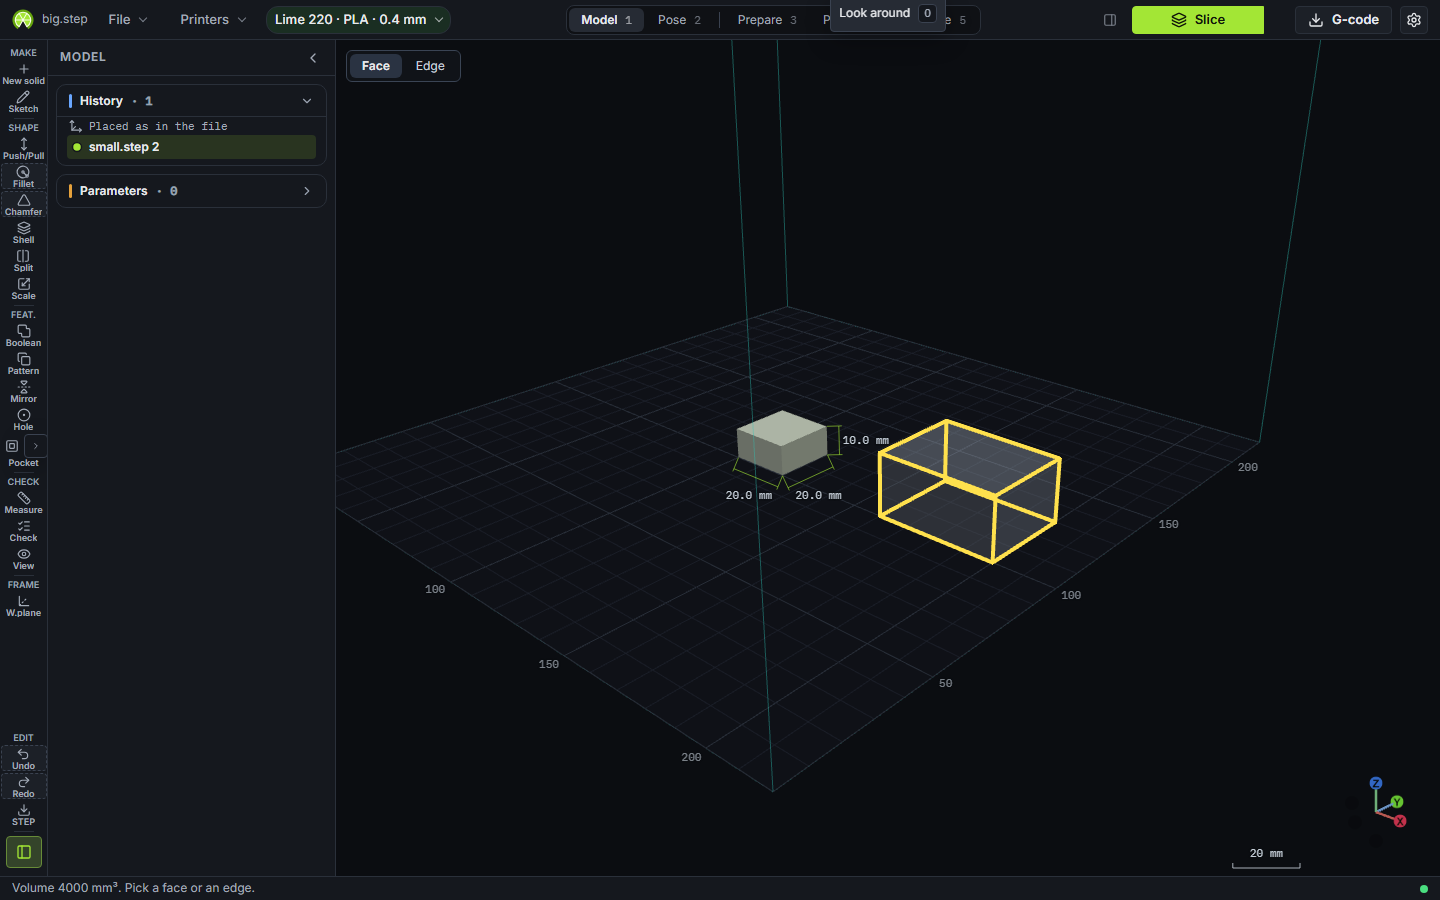 big.step File Printers Lime 220 · PLA · 0.4 mm Model 1 Pose 2 Prepare 3 P Look around 0 e 5 Slice G-code
MAKE
New solid
Sketch
SHAPE
Push/Pull
Fillet
Chamfer
Shell
Split
Scale
FEAT.
Boolean
Pattern
Mirror
Hole
Pocket
CHECK
Measure
Check
View
FRAME
W.plane
EDIT
Undo
Redo
STEP
MODEL
History · 1
Placed as in the file
small.step 2
Parameters · 0
Face Edge
10.0 mm
20.0 mm 20.0 mm
200
150
100
50
100
150
200
Z
Y
X
20 mm
Volume 4000 mm³. Pick a face or an edge.